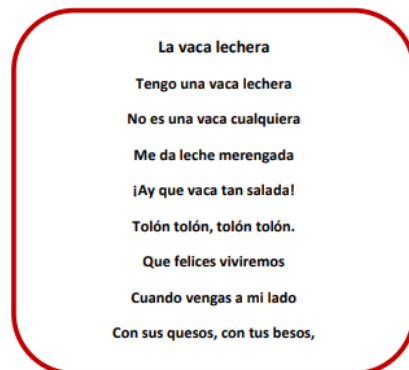 La vaca lechera
Tengo una vaca lechera
No es una vaca cualquiera
Me da leche merengada
¡Ay que vaca tan salada!
Tolón tolón, tolón tolón.
Que felices viviremos
Cuando vengas a mi lado
Con sus quesos, con tus besos,